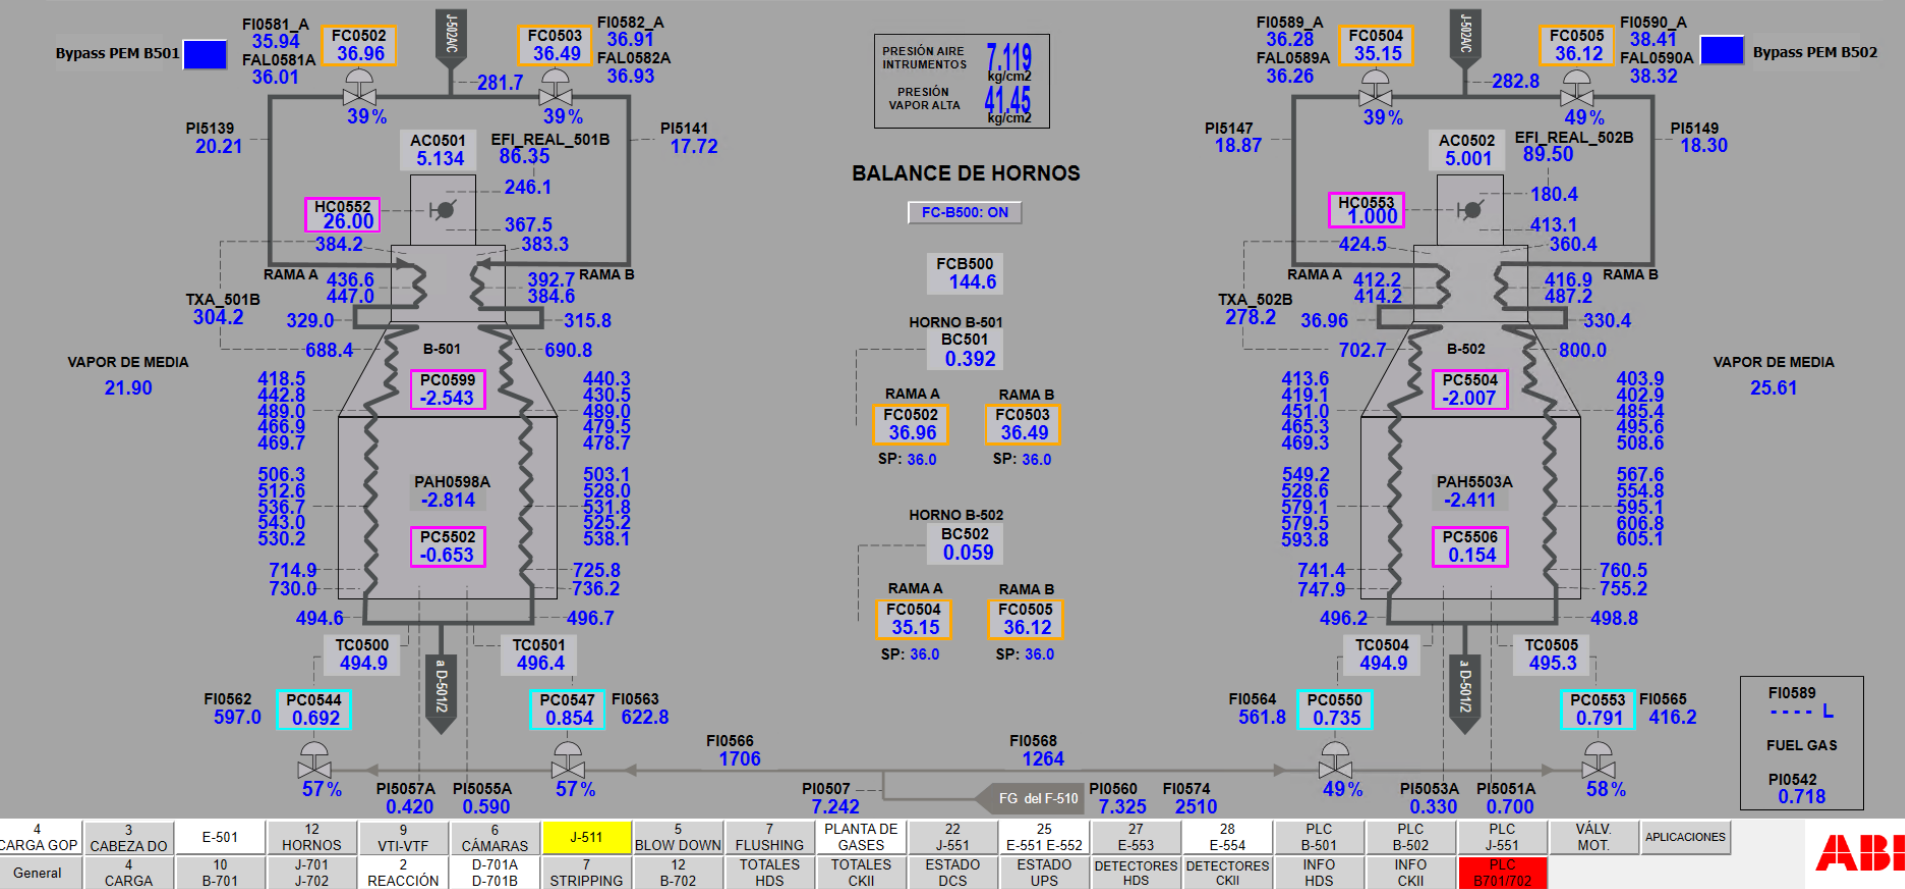 Bypass PEM B501
FI0581_A
35.94
FAL0581A
36.01
FC0502
36.96
39%
J-502A/C
281.7
FC0503
36.49
39%
FI0582_A
36.91
FAL0582A
36.93
PI5139
20.21
AC0501
5.134
EFI_REAL_501B
86.35
PI5141
17.72
246.1
HC0552
26.00
367.5
384.2
383.3
RAMA A
436.6
447.0
392.7
384.6
RAMA B
TXA_501B
304.2
329.0
315.8
688.4
B-501
690.8
VAPOR DE MEDIA
21.90
PC0599
-2.543
418.5
442.8
489.0
466.9
469.7
440.3
430.5
489.0
479.5
478.7
506.3
512.6
536.7
543.0
530.2
PAH0598A
-2.814
503.1
528.0
531.8
525.2
538.1
PC5502
-0.653
714.9
730.0
725.8
736.2
494.6
496.7
TC0500
494.9
TC0501
496.4
a D-501/2
FI0562
597.0
PC0544
0.692
PC0547
0.854
FI0563
622.8
57%
PI5057A
0.420
PI5055A
0.590
57%
FI0566
1706
PRESIÓN AIRE
INTRUMENTOS
7.119
kg/cm2
PRESIÓN
VAPOR ALTA
41.45
kg/cm2
BALANCE DE HORNOS
FC-B500: ON
FCB500
144.6
HORNO B-501
BC501
0.392
RAMA A
RAMA B
FC0502
36.96
FC0503
36.49
SP: 36.0
SP: 36.0
HORNO B-502
BC502
0.059
RAMA A
RAMA B
FC0504
35.15
FC0505
36.12
SP: 36.0
SP: 36.0
FI0568
1264
PI0507
7.242
FG del F-510
PI0560
7.325
FI0574
2510
FI0589_A
36.28
FAL0589A
36.26
FC0504
35.15
39%
J-502A/C
282.8
FC0505
36.12
49%
FI0590_A
38.41
FAL0590A
38.32
Bypass PEM B502
PI5147
18.87
AC0502
5.001
EFI_REAL_502B
89.50
PI5149
18.30
180.4
HC0553
1.000
413.1
424.5
360.4
RAMA A
412.2
414.2
416.9
487.2
RAMA B
TXA_502B
278.2
36.96
330.4
702.7
B-502
800.0
VAPOR DE MEDIA
25.61
PC5504
-2.007
413.6
419.1
451.0
465.3
469.3
403.9
402.9
485.4
495.6
508.6
549.2
528.6
579.1
579.5
593.8
PAH5503A
-2.411
567.6
554.8
595.1
606.8
605.1
PC5506
0.154
741.4
747.9
760.5
755.2
496.2
498.8
TC0504
494.9
TC0505
495.3
a D-501/2
FI0564
561.8
PC0550
0.735
PC0553
0.791
FI0565
416.2
49%
PI5053A
0.330
PI5051A
0.700
58%
FI0589
---- L
FUEL GAS
PI0542
0.718
4
CARGA GOP
3
CABEZA DO
E-501
12
HORNOS
9
VTI-VTF
6
CÁMARAS
J-511
5
BLOW DOWN
7
FLUSHING
PLANTA DE
GASES
22
J-551
25
E-551 E-552
27
E-553
28
E-554
PLC
B-501
PLC
B-502
PLC
J-551
VÁLV.
MOT.
APLICACIONES
General
4
CARGA
10
B-701
J-701
J-702
2
REACCIÓN
D-701A
D-701B
7
STRIPPING
12
B-702
TOTALES
HDS
TOTALES
CKII
ESTADO
DCS
ESTADO
UPS
DETECTORES
HDS
DETECTORES
CKII
INFO
HDS
INFO
CKII
PLC
B701/702
ABB